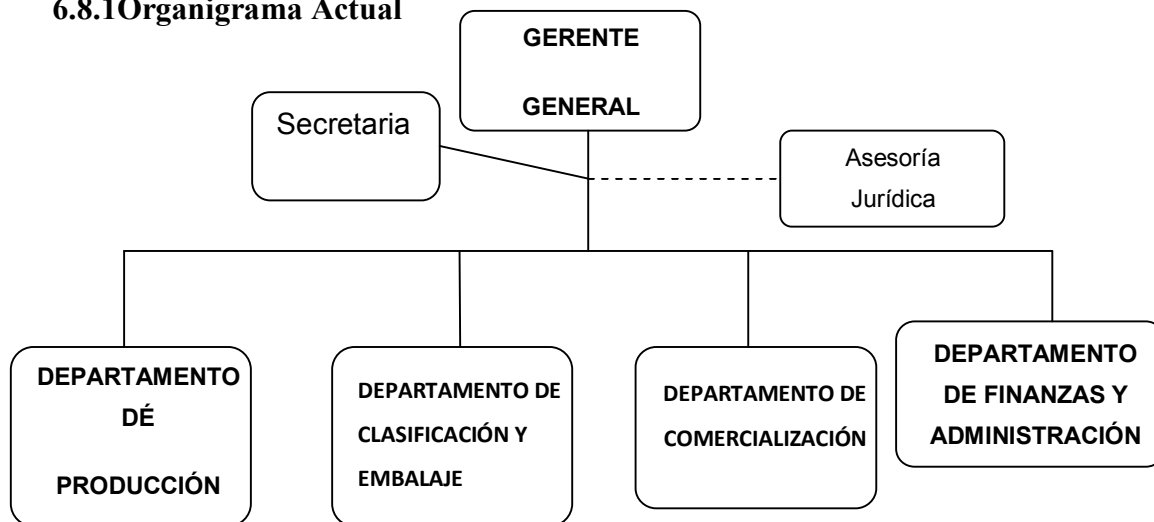 6.8.1Organigrama Actual
GERENTE
GENERAL
Secretaria
Asesoría
Jurídica
DEPARTAMENTO
DÉ
PRODUCCIÓN
DEPARTAMENTO DE
CLASIFICACIÓN Y
EMBALAJE
DEPARTAMENTO DE
COMERCIALIZACIÓN
DEPARTAMENTO
DE FINANZAS Y
ADMINISTRACIÓN